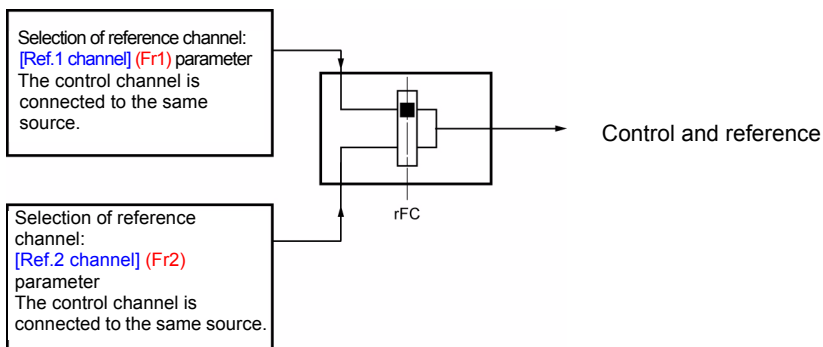 Selection of reference channel:
[Ref.1 channel] (Fr1) parameter
The control channel is
connected to the same
source.
Control and reference
rFC
Selection of reference
channel:
[Ref.2 channel] (Fr2)
parameter
The control channel is
connected to the same source.